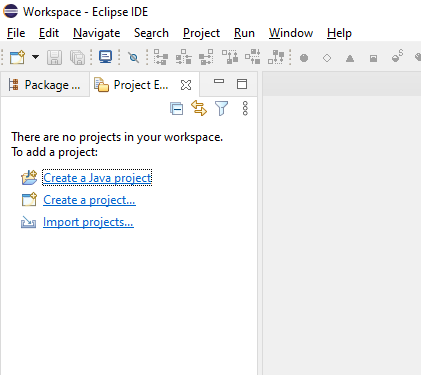 Workspace - Eclipse IDE
File Edit Navigate Search Project Run Window Help
Package ... Project E...
There are no projects in your workspace.
To add a project:
Create a Java project
Create a project...
Import projects...